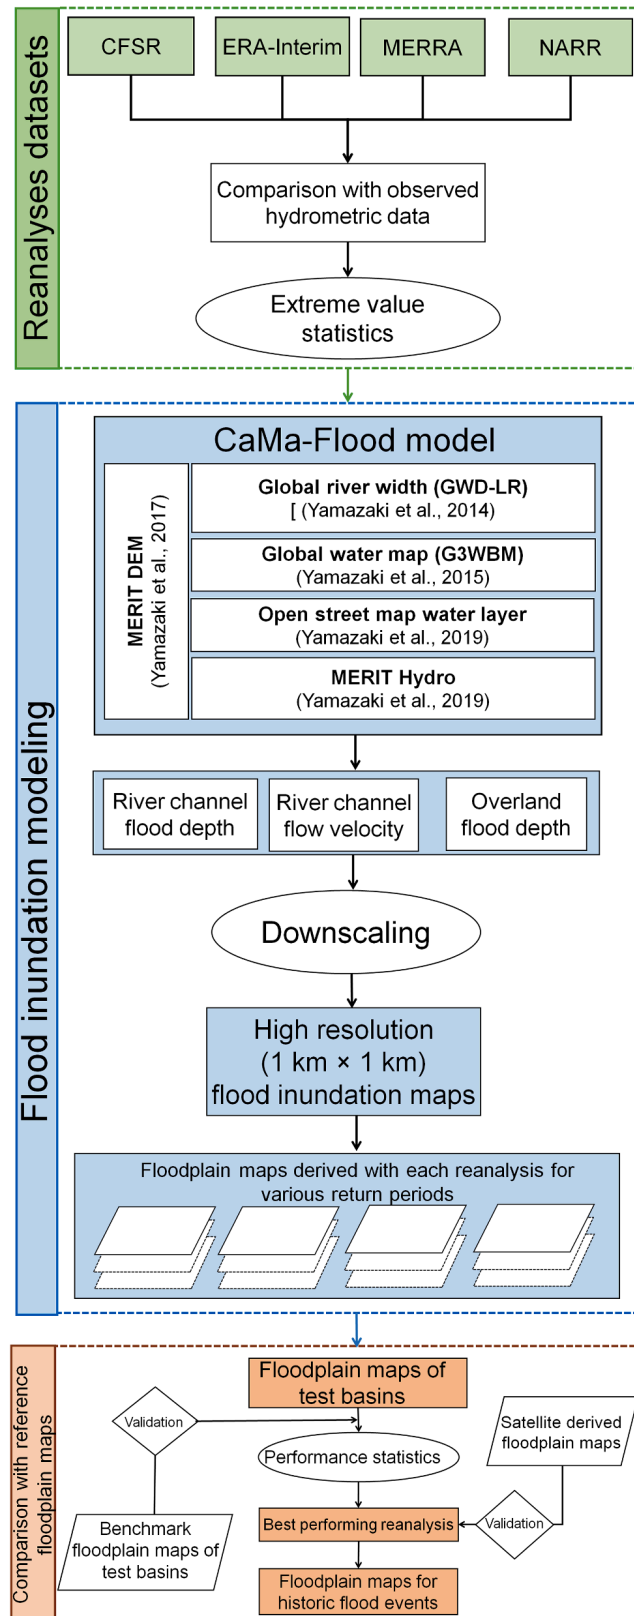 Reanalyses datasets
CFSR
ERA-Interim
MERRA
NARR
Comparison with observed
hydrometric data
Extreme value
statistics
Flood inundation modeling
CaMa-Flood model
MERIT DEM
(Yamazaki et al., 2017)
Global river width (GWD-LR)
[ (Yamazaki et al., 2014)
Global water map (G3WBM)
(Yamazaki et al., 2015)
Open street map water layer
(Yamazaki et al., 2019)
MERIT Hydro
(Yamazaki et al., 2019)
River channel
flood depth
River channel
flow velocity
Overland
flood depth
Downscaling
High resolution
(1 km × 1 km)
flood inundation maps
Floodplain maps derived with each reanalysis for
various return periods
Comparison with reference
floodplain maps
Floodplain maps of
test basins
Validation
Satellite derived
floodplain maps
Performance statistics
Benchmark
floodplain maps of
test basins
Best performing reanalysis
Validation
Floodplain maps for
historic flood events